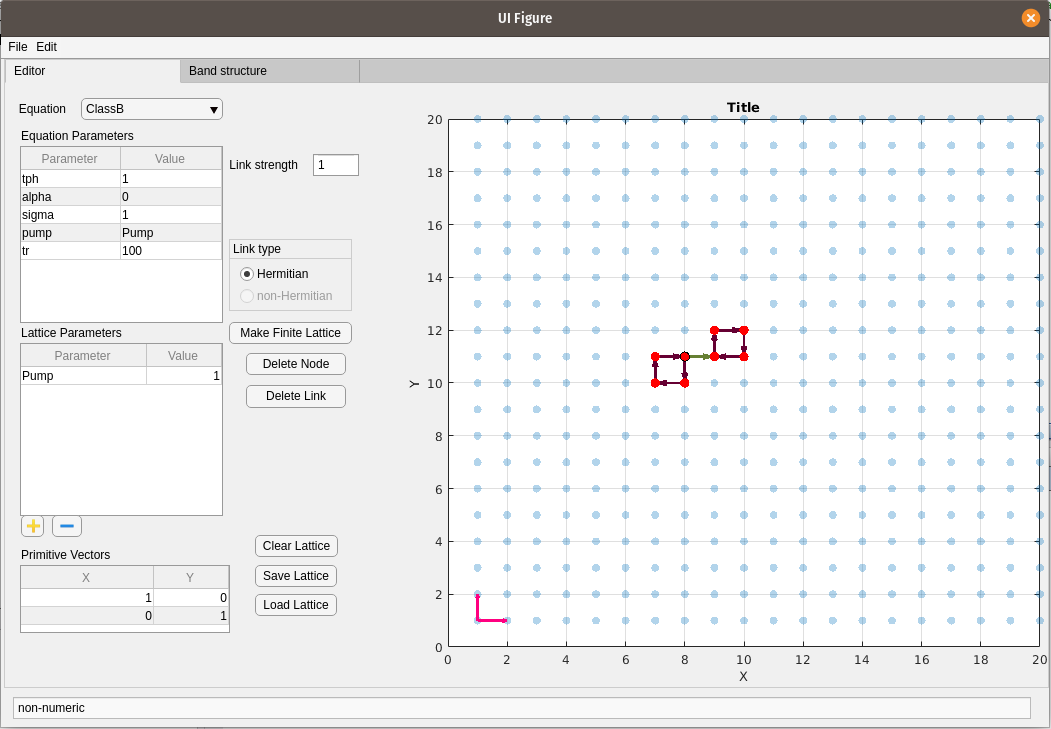 UI Figure
File Edit
Editor Band structure
Equation ClassB
Equation Parameters
Parameter Value
tph 1
alpha 0
sigma 1
pump Pump
tr 100
Link strength 1
Link type
Hermitian
non-Hermitian
Make Finite Lattice
Delete Node
Delete Link
Lattice Parameters
Parameter Value
Pump 1
Primitive Vectors
X Y
1 0
0 1
Clear Lattice
Save Lattice
Load Lattice
Title
20
18
16
14
12
10
8
6
4
2
0
Y
0 2 4 6 8 10 12 14 16 18 20
X
non-numeric